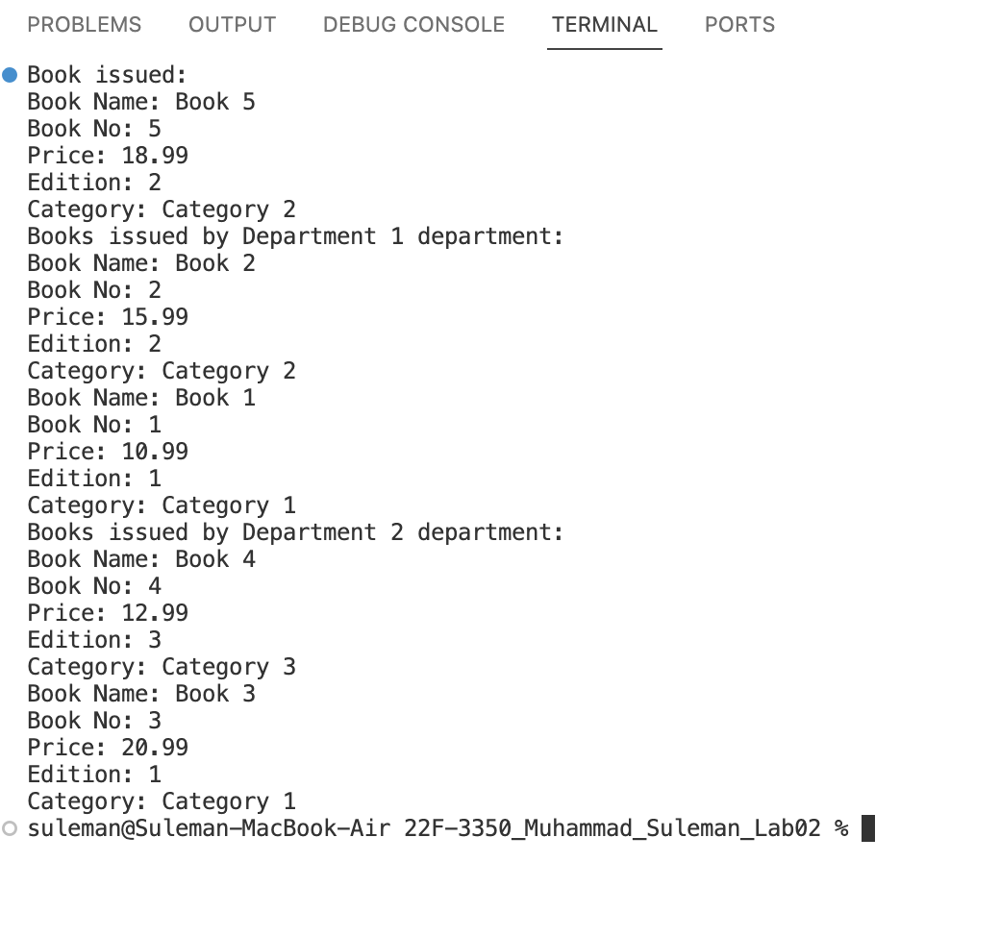 PROBLEMS OUTPUT DEBUG CONSOLE TERMINAL PORTS
Book issued:
Book Name: Book 5
Book No: 5
Price: 18.99
Edition: 2
Category: Category 2
Books issued by Department 1 department:
Book Name: Book 2
Book No: 2
Price: 15.99
Edition: 2
Category: Category 2
Book Name: Book 1
Book No: 1
Price: 10.99
Edition: 1
Category: Category 1
Books issued by Department 2 department:
Book Name: Book 4
Book No: 4
Price: 12.99
Edition: 3
Category: Category 3
Book Name: Book 3
Book No: 3
Price: 20.99
Edition: 1
Category: Category 1
suleman@Suleman-MacBook-Air 22F-3350_Muhammad_Suleman_Lab02 %